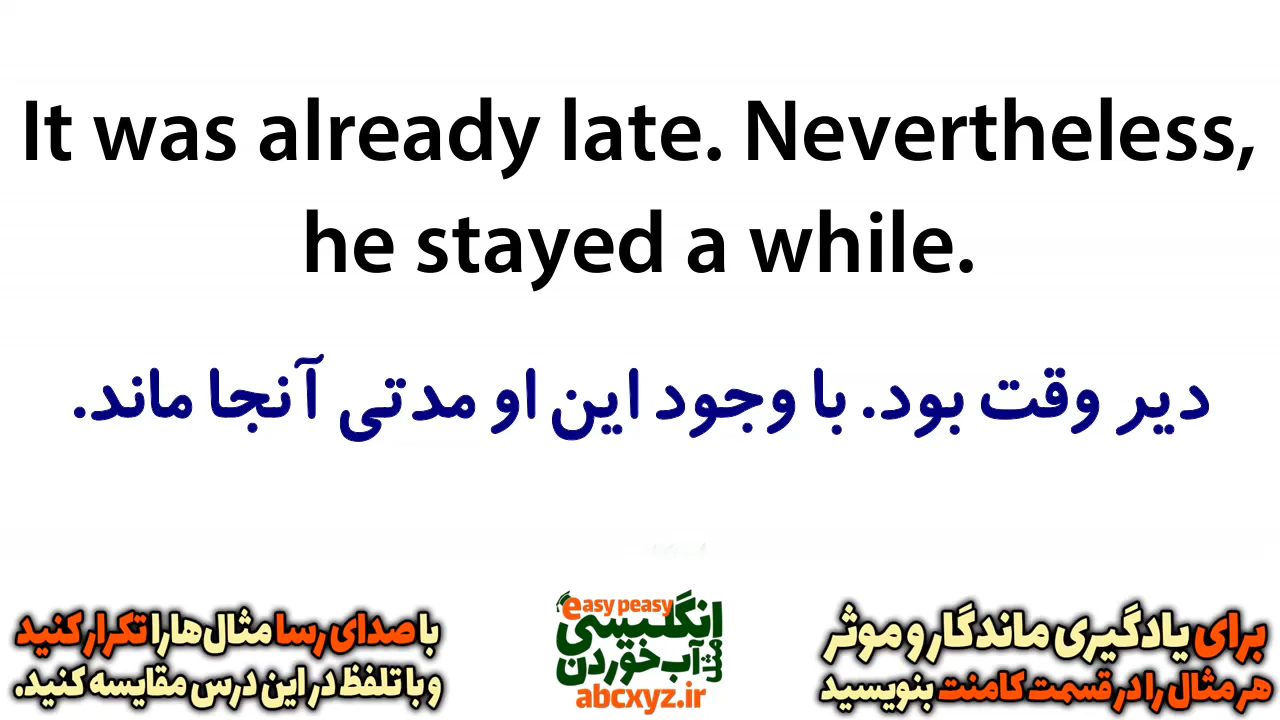 It was already late. Nevertheless,
he stayed a while.
دیر وقت بود. با وجود این او مدتی آنجا ماند.
برای یادگیری ماندگار و موثر
هر مثال را در قسمت کامنت بنویسید
easy peasy
انگلیسی
مثل آب خوردن
abcxyz.ir
با صدای رسا مثال‌ها را تکرار کنید
و با تلفظ در این درس مقایسه کنید.